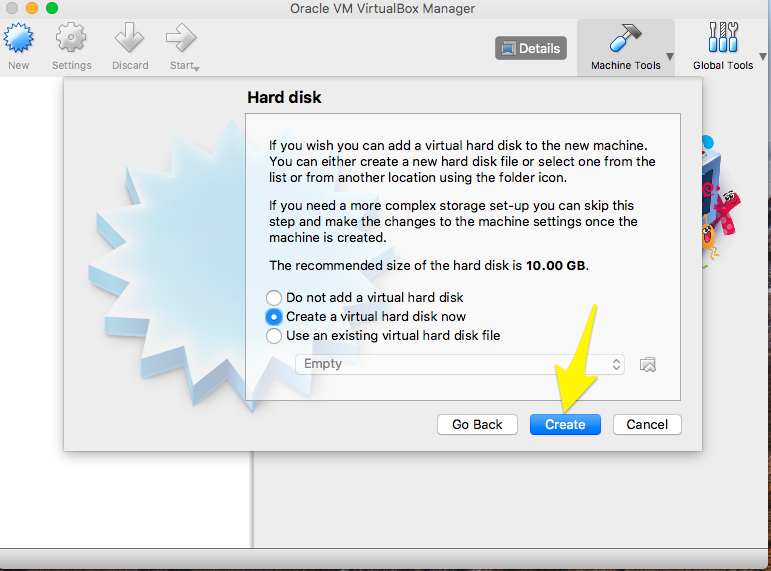 Oracle VM VirtualBox Manager
New
Settings
Discard
Start
Details
Machine Tools
Global Tools
Hard disk
If you wish you can add a virtual hard disk to the new machine.
You can either create a new hard disk file or select one from the
list or from another location using the folder icon.
If you need a more complex storage set-up you can skip this
step and make the changes to the machine settings once the
machine is created.
The recommended size of the hard disk is 10.00 GB.
Do not add a virtual hard disk
Create a virtual hard disk now
Use an existing virtual hard disk file
Empty
Go Back
Create
Cancel